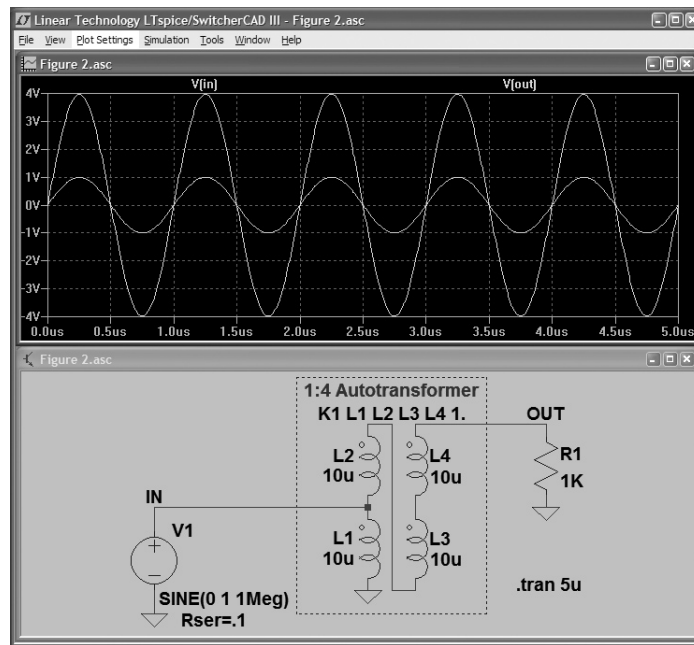 Linear Technology LTspice/SwitcherCAD III - Figure 2.asc
File View Plot Settings Simulation Tools Window Help
Figure 2.asc
V(in) V(out)
4V
3V
2V
1V
0V
-1V
-2V
-3V
-4V
0.0us 0.5us 1.0us 1.5us 2.0us 2.5us 3.0us 3.5us 4.0us 4.5us 5.0us
Figure 2.asc
1:4 Autotransformer
K1 L1 L2 L3 L4 1.
OUT
L2
10u
L4
10u
R1
1K
IN
V1
L1
10u
L3
10u
SINE(0 1 1Meg)
Rser=.1
.tran 5u